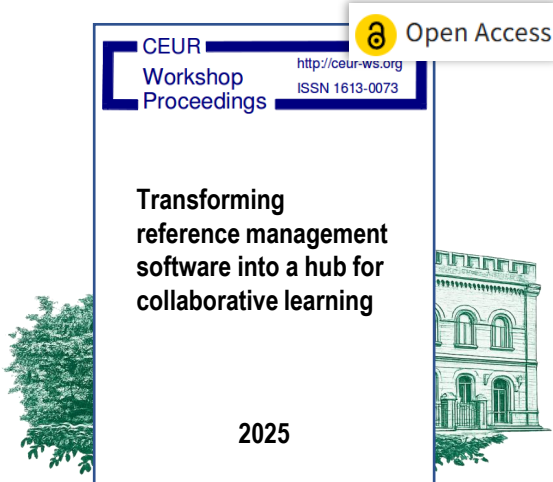 Open Access
CEUR
Workshop
Proceedings
http://ceur-ws.org
ISSN 1613-0073
Transforming
reference management
software into a hub for
collaborative learning
2025